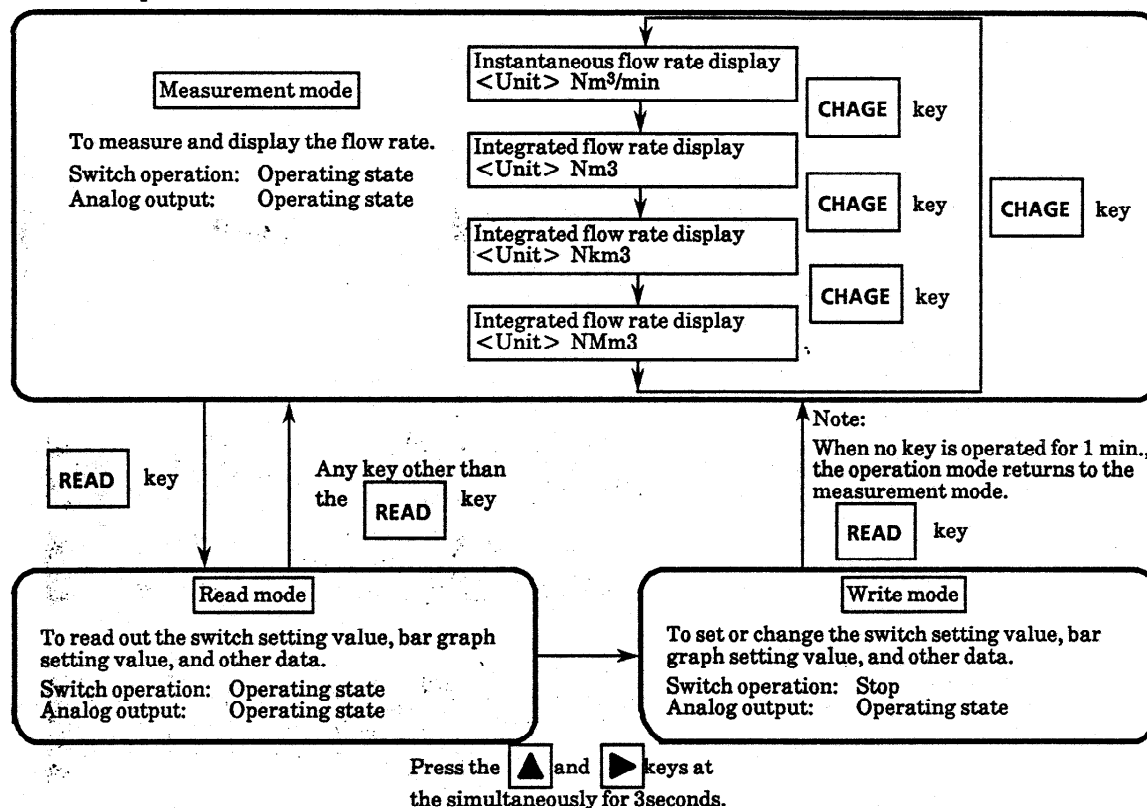 Measurement mode
To measure and display the flow rate.
Switch operation: Operating state
Analog output: Operating state
Instantaneous flow rate display
<Unit> Nm³/min
CHAGE key
Integrated flow rate display
<Unit> Nm3
CHAGE key
CHAGE key
Integrated flow rate display
<Unit> Nkm3
CHAGE key
Integrated flow rate display
<Unit> NMm3
READ key
Any key other than
the READ key
Note:
When no key is operated for 1 min.,
the operation mode returns to the
measurement mode.
READ key
Read mode
To read out the switch setting value, bar graph
setting value, and other data.
Switch operation: Operating state
Analog output: Operating state
Write mode
To set or change the switch setting value, bar
graph setting value, and other data.
Switch operation: Stop
Analog output: Operating state
Press the ▲ and ▶ keys at
the simultaneously for 3seconds.